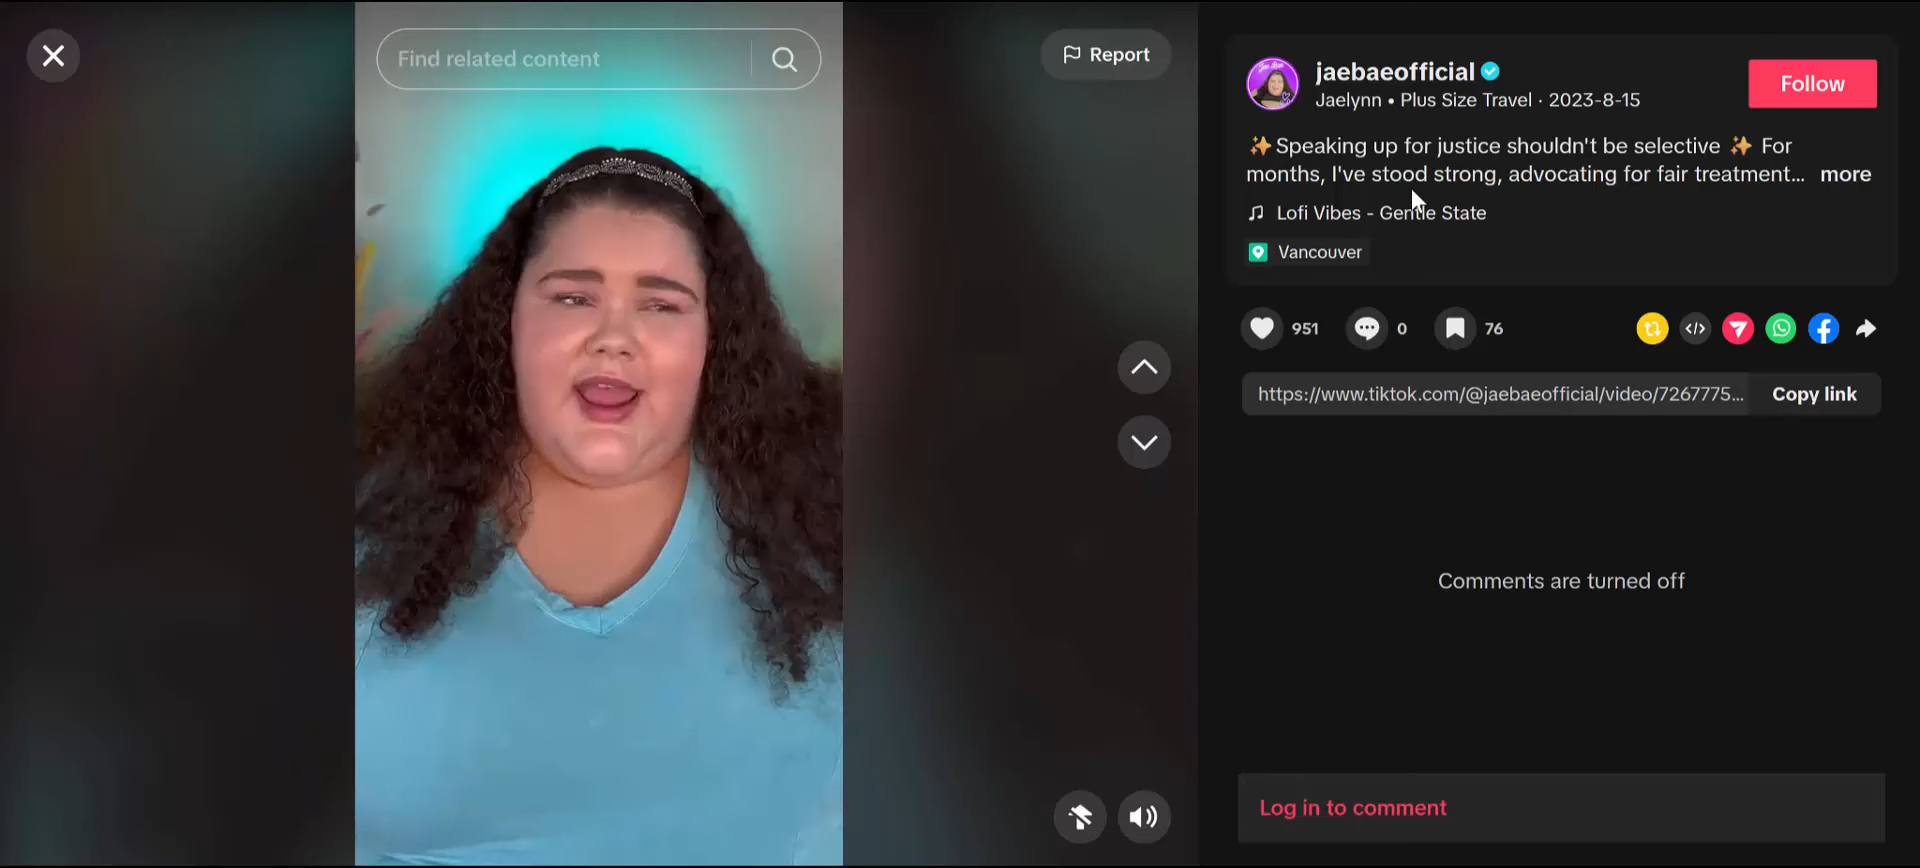 Find related content
Report
jaebaeofficial
Jaelynn • Plus Size Travel · 2023-8-15
Follow
✨Speaking up for justice shouldn't be selective ✨ For
months, I've stood strong, advocating for fair treatment... more
Lofi Vibes - Gentle State
Vancouver
951
0
76
https://www.tiktok.com/@jaebaeofficial/video/7267775...
Copy link
Comments are turned off
Log in to comment